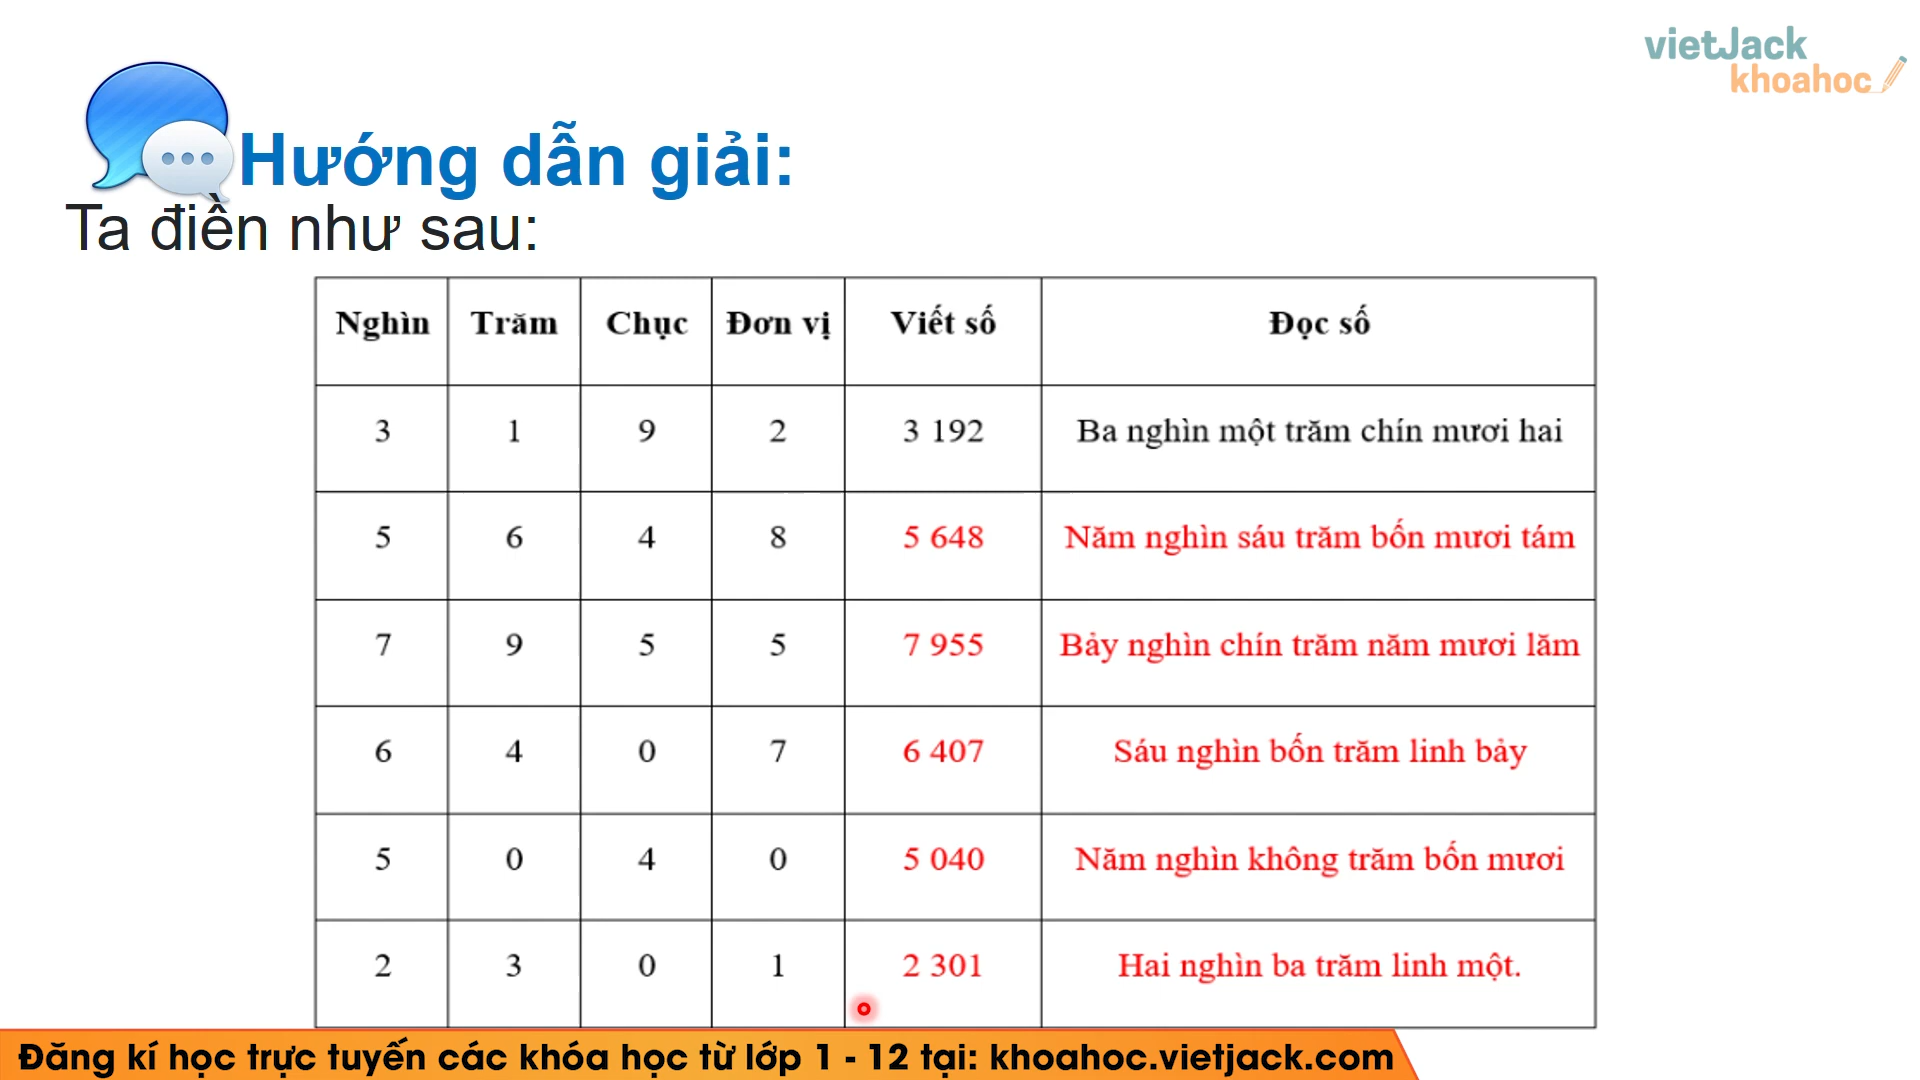 vietJack
khoahoc
Hướng dẫn giải:
Ta điền như sau:
Nghìn Trăm Chục Đơn vị Viết số Đọc số
3 1 9 2 3 192 Ba nghìn một trăm chín mươi hai
5 6 4 8 5 648 Năm nghìn sáu trăm bốn mươi tám
7 9 5 5 7 955 Bảy nghìn chín trăm năm mươi lăm
6 4 0 7 6 407 Sáu nghìn bốn trăm linh bảy
5 0 4 0 5 040 Năm nghìn không trăm bốn mươi
2 3 0 1 2 301 Hai nghìn ba trăm linh một.
Đăng kí học trực tuyến các khóa học từ lớp 1 - 12 tại: khoahoc.vietjack.com